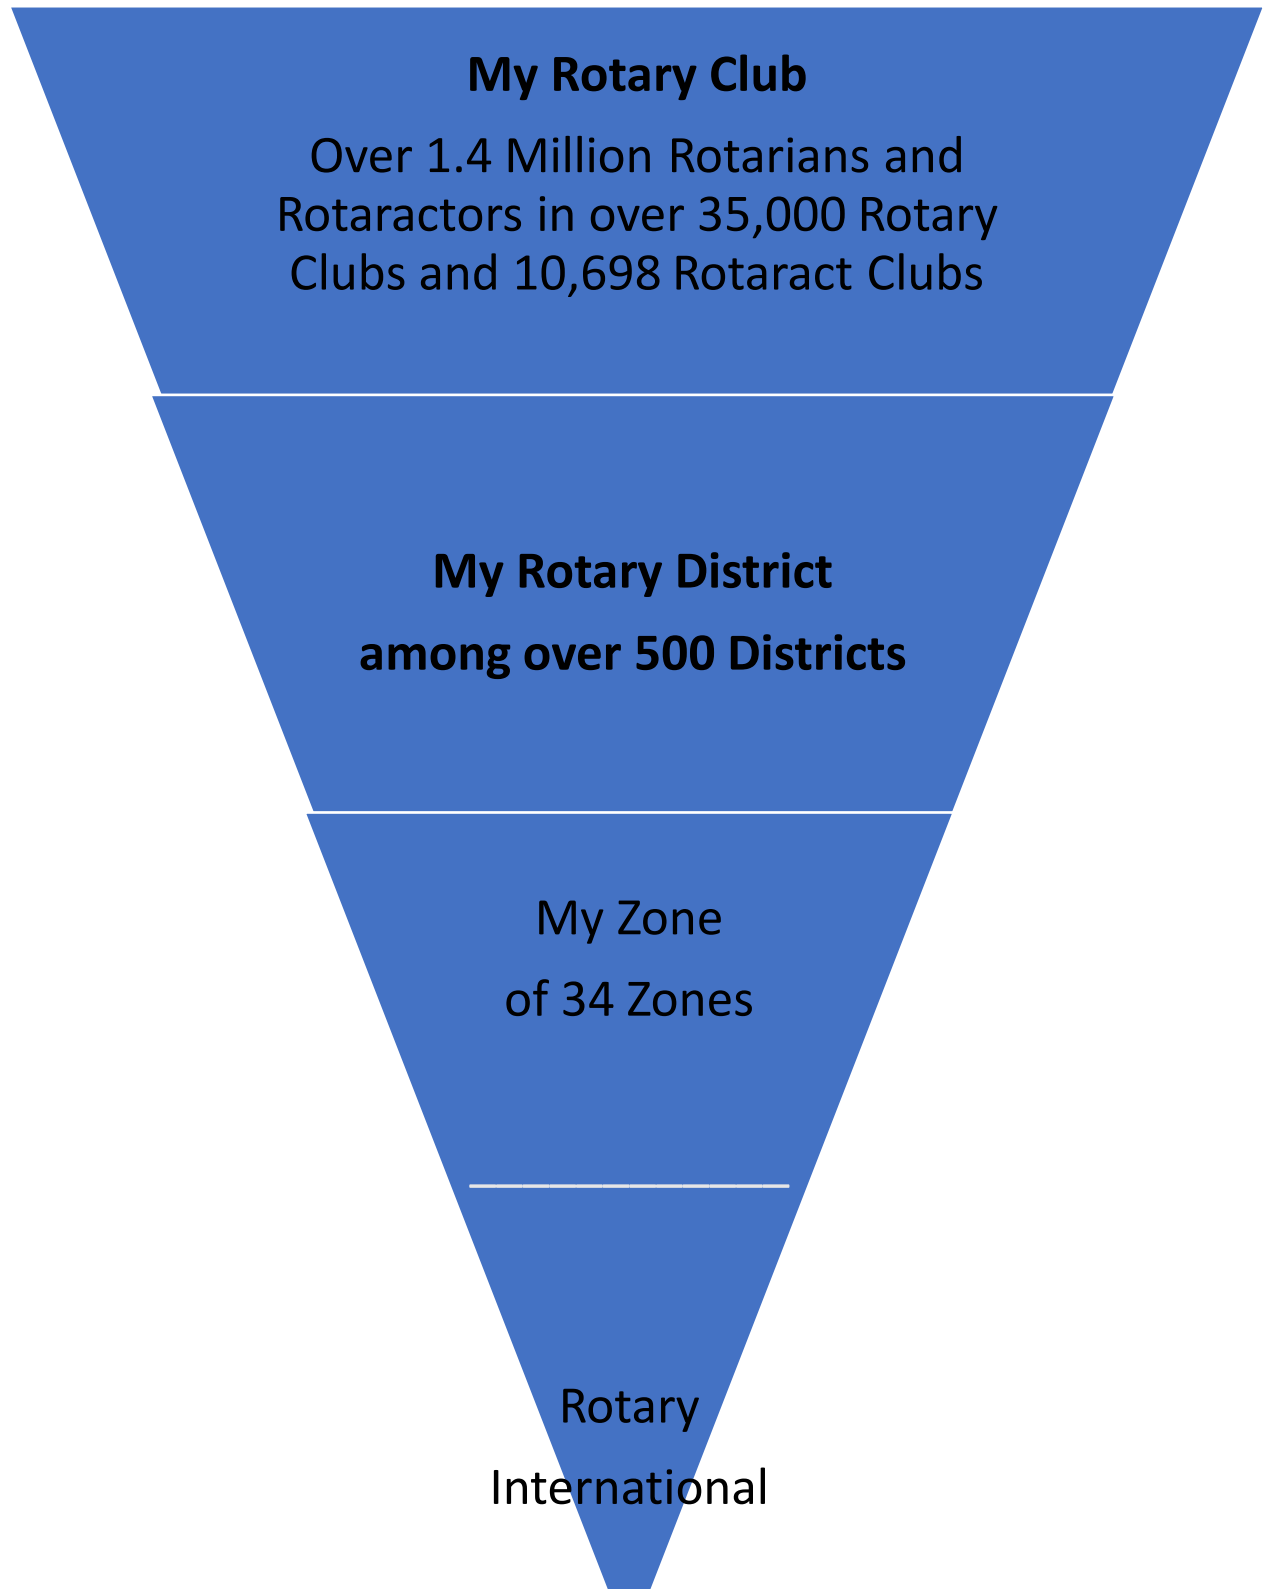 My Rotary Club
Over 1.4 Million Rotarians and
Rotaractors in over 35,000 Rotary
Clubs and 10,698 Rotaract Clubs
My Rotary District
among over 500 Districts
My Zone
of 34 Zones
____________
Rotary
International